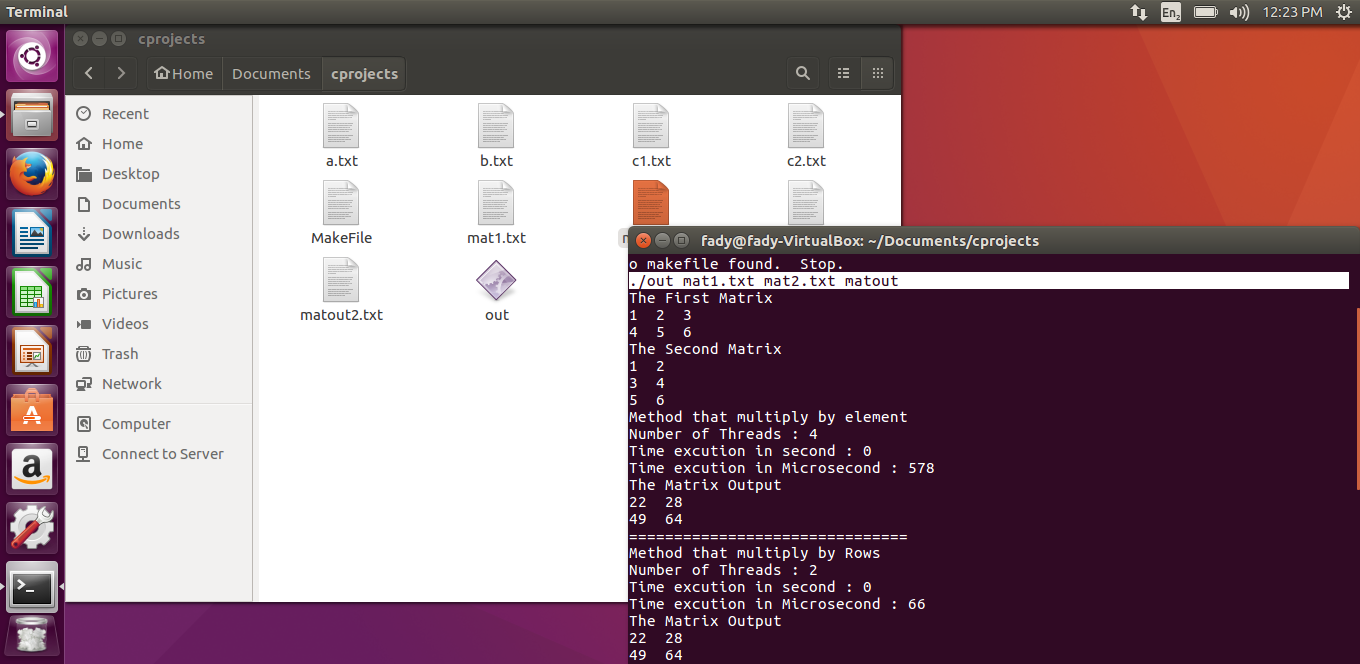 Terminal
En2
12:23 PM
cprojects
Home
Documents
cprojects
Recent
Home
Desktop
Documents
Downloads
Music
Pictures
Videos
Trash
Network
Computer
Connect to Server
a.txt
b.txt
c1.txt
c2.txt
MakeFile
mat1.txt
matout2.txt
out
fady@fady-VirtualBox: ~/Documents/cprojects
o makefile found.  Stop.
./out mat1.txt mat2.txt matout
The First Matrix
1  2  3
4  5  6
The Second Matrix
1  2
3  4
5  6
Method that multiply by element
Number of Threads : 4
Time excution in second : 0
Time excution in Microsecond : 578
The Matrix Output
22  28
49  64
===============================
Method that multiply by Rows
Number of Threads : 2
Time excution in second : 0
Time excution in Microsecond : 66
The Matrix Output
22  28
49  64